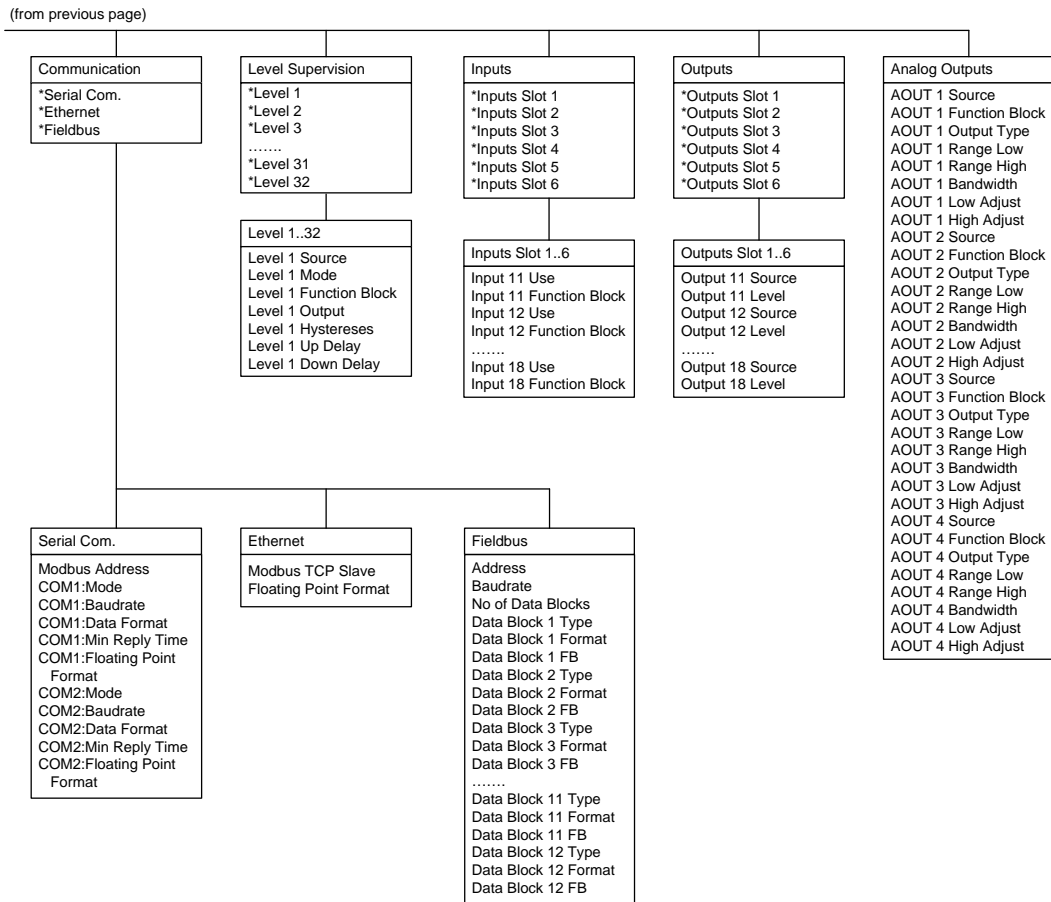 (from previous page)
Communication
*Serial Com.
*Ethernet
*Fieldbus
Level Supervision
*Level 1
*Level 2
*Level 3
…….
*Level 31
*Level 32
Inputs
*Inputs Slot 1
*Inputs Slot 2
*Inputs Slot 3
*Inputs Slot 4
*Inputs Slot 5
*Inputs Slot 6
Outputs
*Outputs Slot 1
*Outputs Slot 2
*Outputs Slot 3
*Outputs Slot 4
*Outputs Slot 5
*Outputs Slot 6
Analog Outputs
AOUT 1 Source
AOUT 1 Function Block
AOUT 1 Output Type
AOUT 1 Range Low
AOUT 1 Range High
AOUT 1 Bandwidth
AOUT 1 Low Adjust
AOUT 1 High Adjust
AOUT 2 Source
AOUT 2 Function Block
AOUT 2 Output Type
AOUT 2 Range Low
AOUT 2 Range High
AOUT 2 Bandwidth
AOUT 2 Low Adjust
AOUT 2 High Adjust
AOUT 3 Source
AOUT 3 Function Block
AOUT 3 Output Type
AOUT 3 Range Low
AOUT 3 Range High
AOUT 3 Bandwidth
AOUT 3 Low Adjust
AOUT 3 High Adjust
AOUT 4 Source
AOUT 4 Function Block
AOUT 4 Output Type
AOUT 4 Range Low
AOUT 4 Range High
AOUT 4 Bandwidth
AOUT 4 Low Adjust
AOUT 4 High Adjust
Level 1..32
Level 1 Source
Level 1 Mode
Level 1 Function Block
Level 1 Output
Level 1 Hystereses
Level 1 Up Delay
Level 1 Down Delay
Inputs Slot 1..6
Input 11 Use
Input 11 Function Block
Input 12 Use
Input 12 Function Block
…….
Input 18 Use
Input 18 Function Block
Outputs Slot 1..6
Output 11 Source
Output 11 Level
Output 12 Source
Output 12 Level
…….
Output 18 Source
Output 18 Level
Serial Com.
Modbus Address
COM1:Mode
COM1:Baudrate
COM1:Data Format
COM1:Min Reply Time
COM1:Floating Point
Format
COM2:Mode
COM2:Baudrate
COM2:Data Format
COM2:Min Reply Time
COM2:Floating Point
Format
Ethernet
Modbus TCP Slave
Floating Point Format
Fieldbus
Address
Baudrate
No of Data Blocks
Data Block 1 Type
Data Block 1 Format
Data Block 1 FB
Data Block 2 Type
Data Block 2 Format
Data Block 2 FB
Data Block 3 Type
Data Block 3 Format
Data Block 3 FB
…….
Data Block 11 Type
Data Block 11 Format
Data Block 11 FB
Data Block 12 Type
Data Block 12 Format
Data Block 12 FB